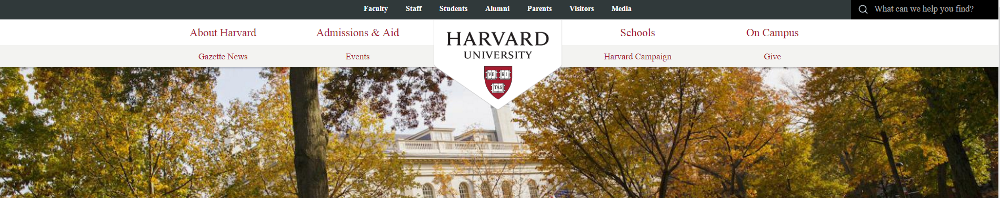 Faculty Staff Students Alumni Parents Visitors Media What can we help you find?
About Harvard Admissions & Aid Schools On Campus
HARVARD
UNIVERSITY
Gazette News Events Harvard Campaign Give
VE RI
TAS